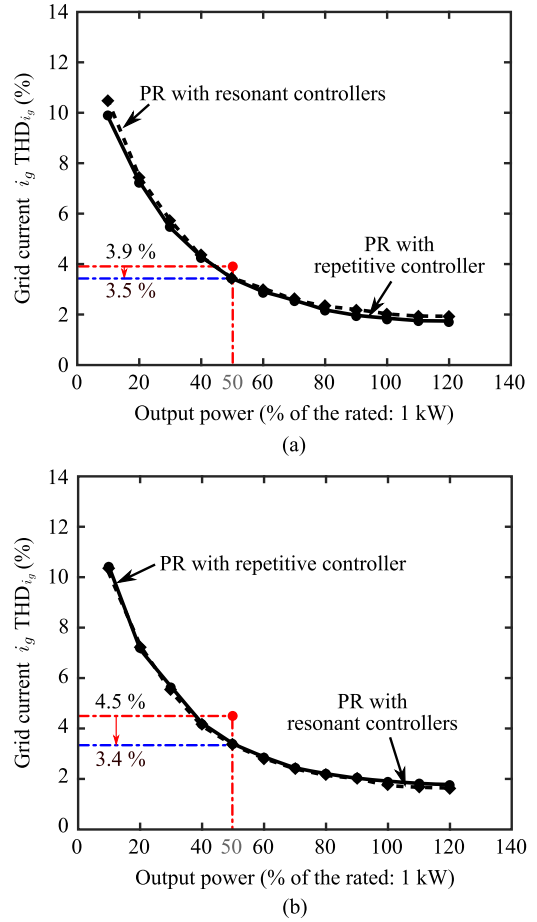 14
12
10
8
6
4
2
0
Grid current i_g THD_{i_g} (%)
PR with resonant controllers
PR with
repetitive controller
3.9 %
3.5 %
0 20 40 50 60 80 100 120 140
Output power (% of the rated: 1 kW)
(a)
14
12
10
8
6
4
2
0
Grid current i_g THD_{i_g} (%)
PR with repetitive controller
PR with
resonant controllers
4.5 %
3.4 %
0 20 40 50 60 80 100 120 140
Output power (% of the rated: 1 kW)
(b)